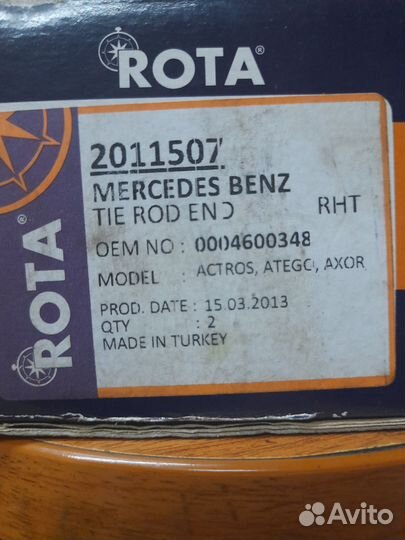 ROTA®
2011507
MERCEDES BENZ
TIE ROD END RHT
OEM NO : 0004600348
MODEL : ACTROS, ATEGO, AXOR
PROD. DATE : 15.03.2013
QTY : 2
MADE IN TURKEY
ROTA®
Avito